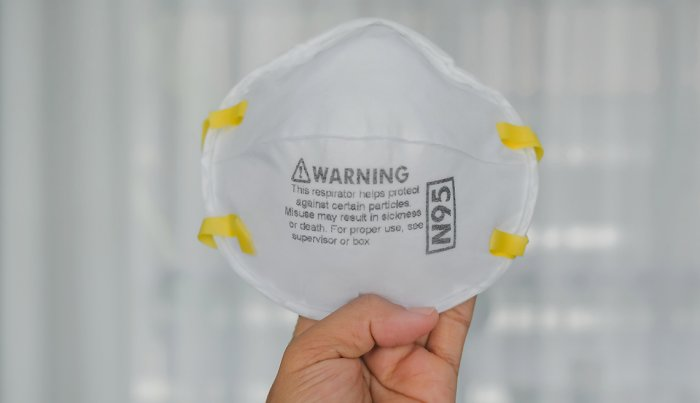 ⚠WARNING
This respirator helps protect
against certain particles.
Misuse may result in sickness
or death. For proper use, see
supervisor or box
N95